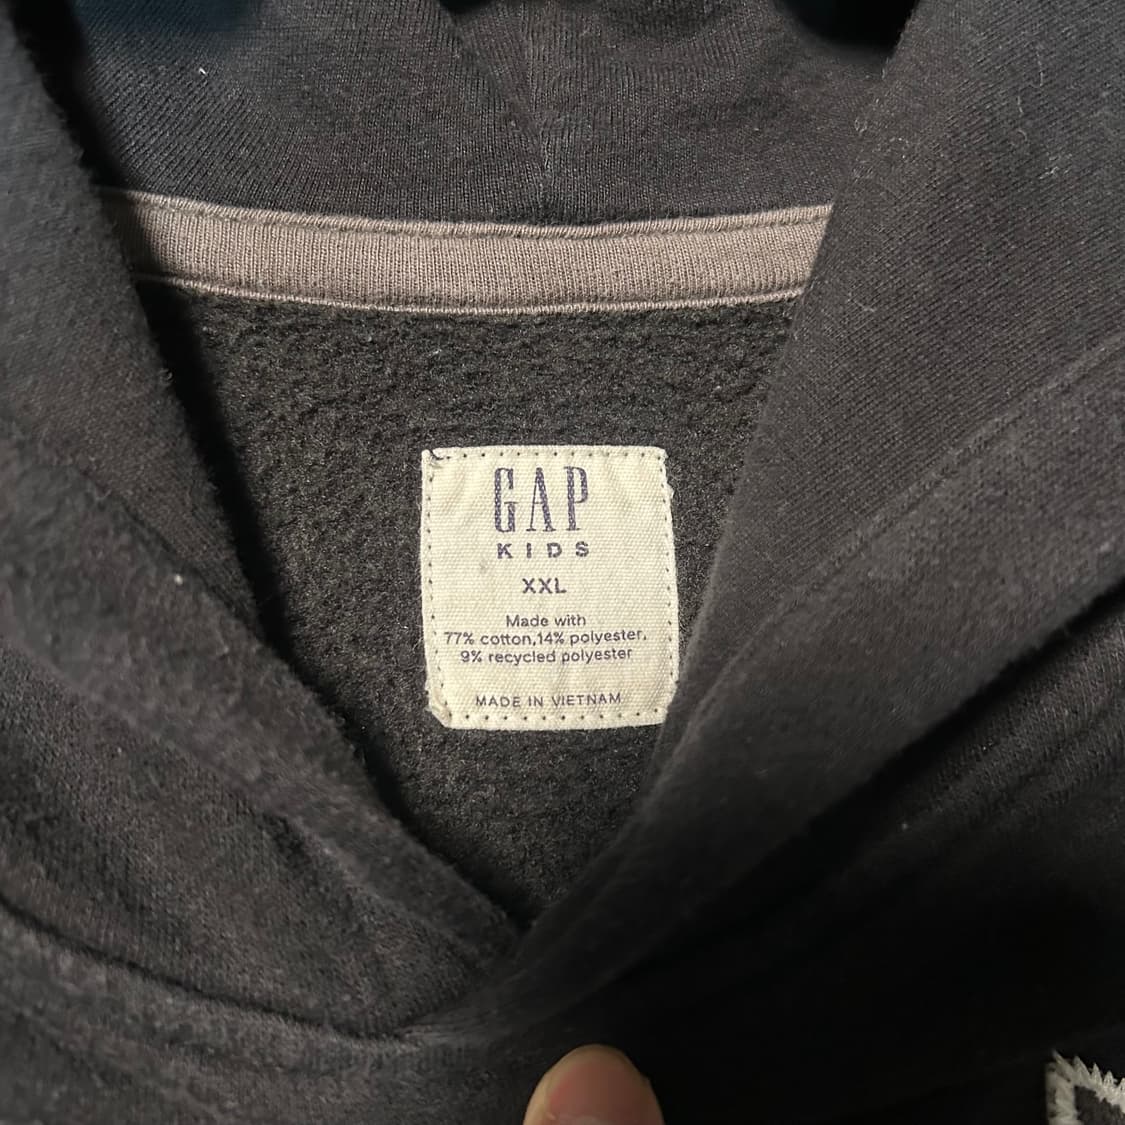 GAP
KIDS
XXL
Made with
77% cotton,14% polyester,
9% recycled polyester
MADE IN VIETNAM